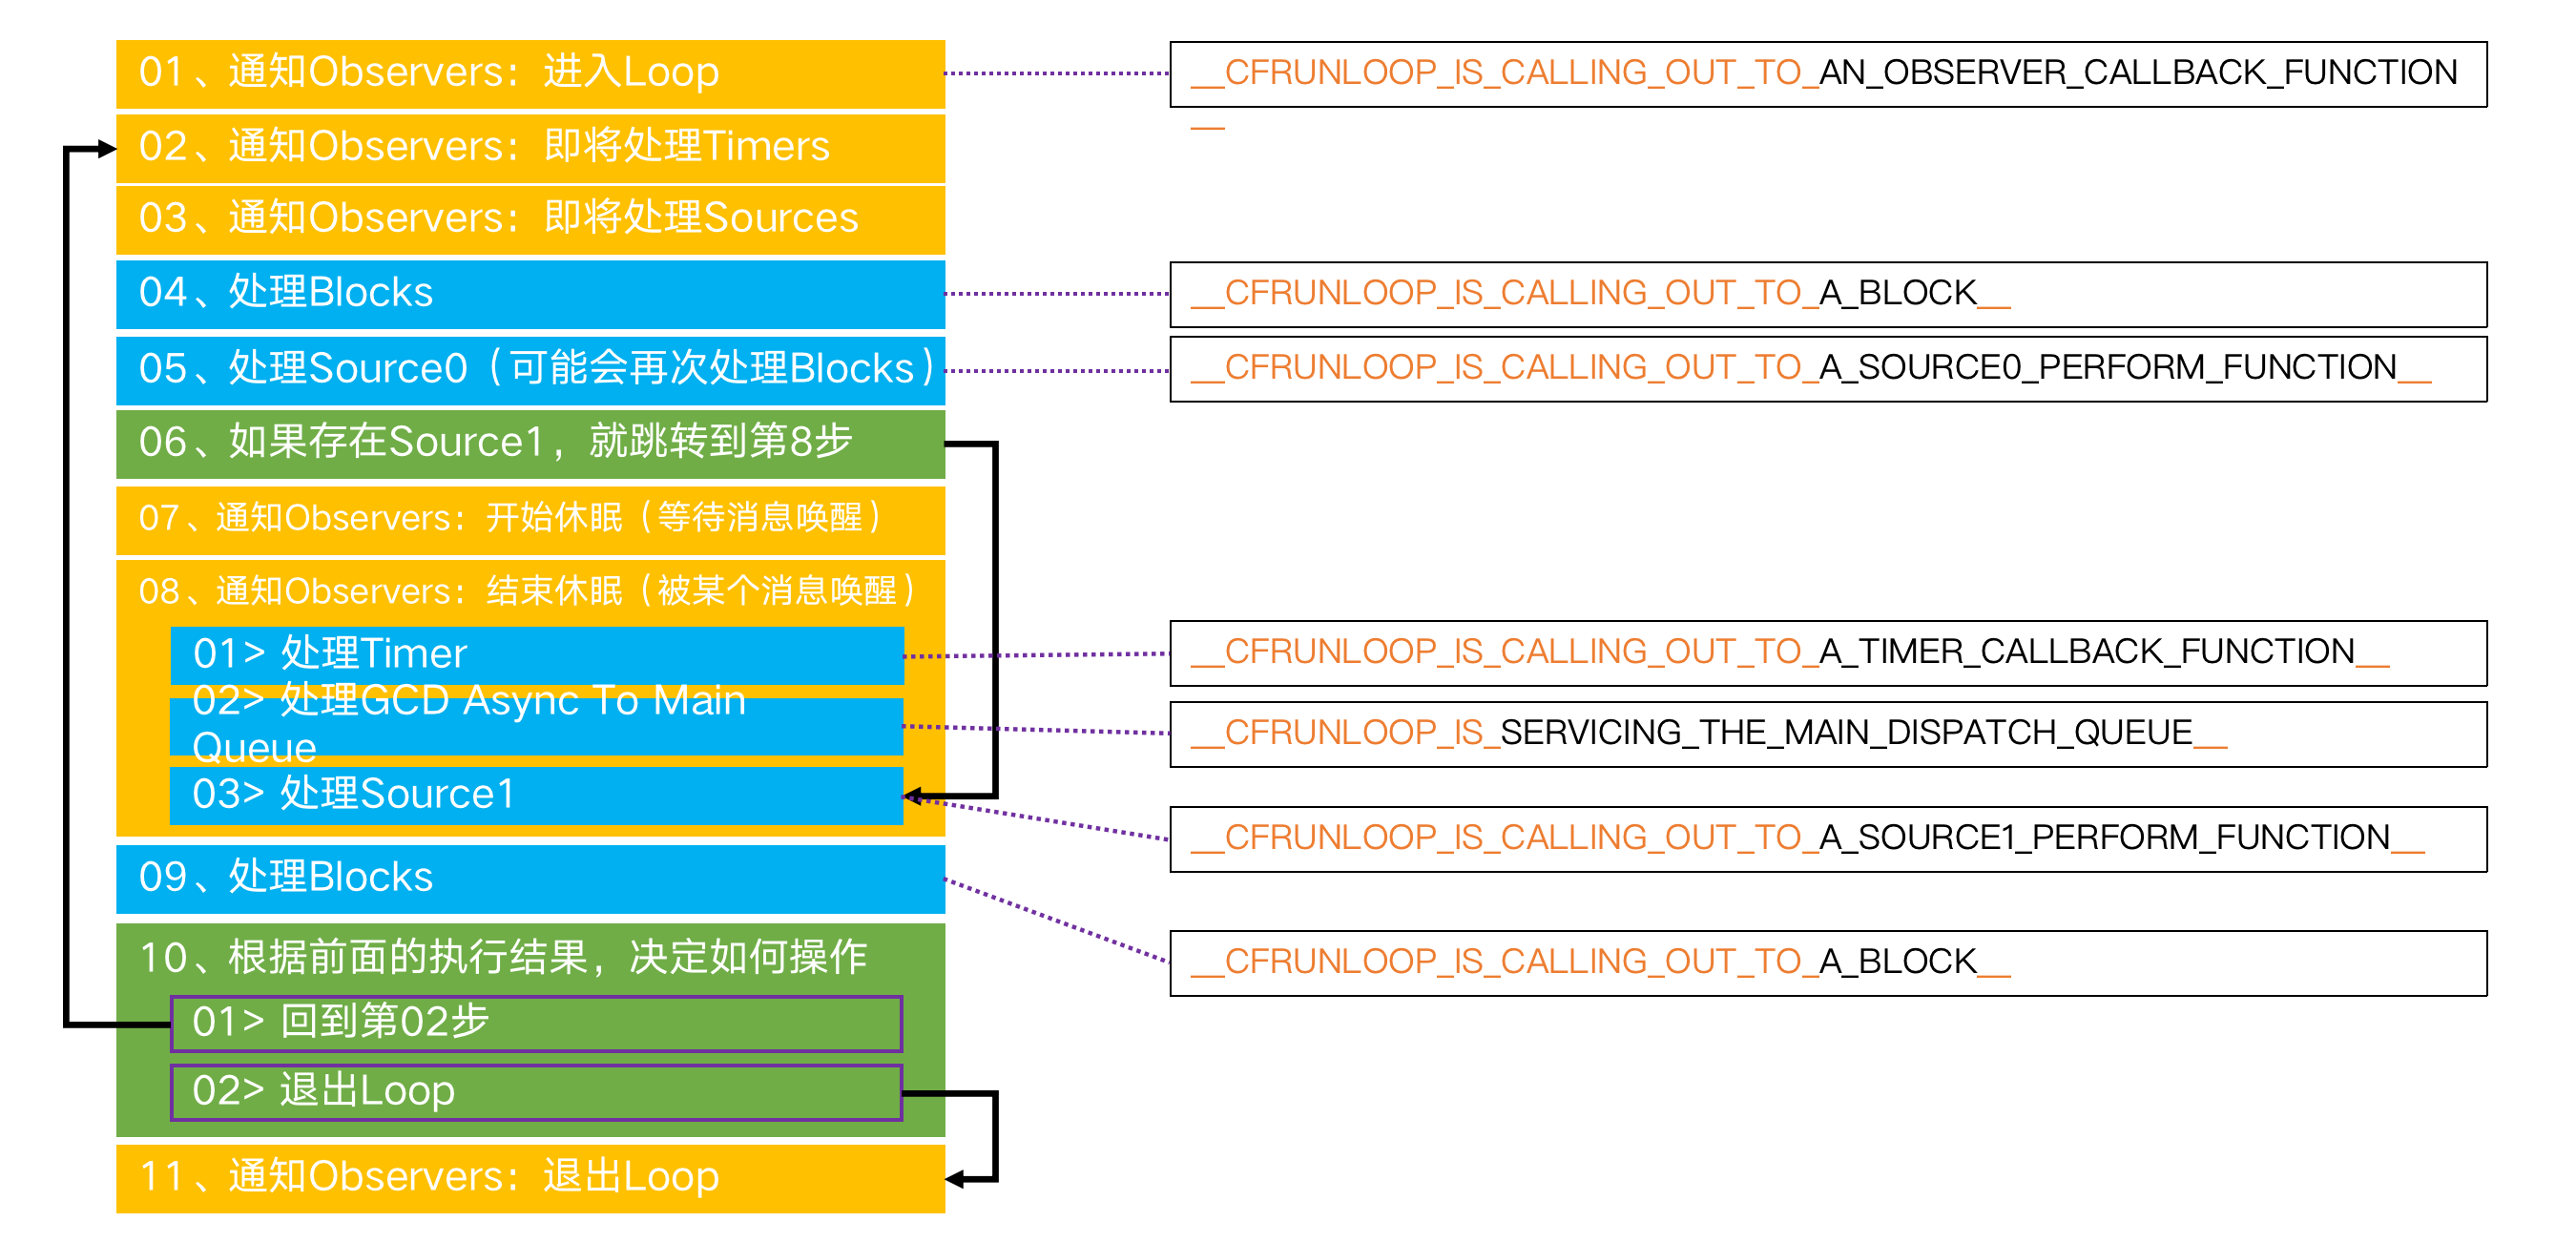 01、通知Observers：进入Loop
__CFRUNLOOP_IS_CALLING_OUT_TO_AN_OBSERVER_CALLBACK_FUNCTION
__
02、通知Observers：即将处理Timers
03、通知Observers：即将处理Sources
04、处理Blocks
__CFRUNLOOP_IS_CALLING_OUT_TO_A_BLOCK__
05、处理Source0（可能会再次处理Blocks）
__CFRUNLOOP_IS_CALLING_OUT_TO_A_SOURCE0_PERFORM_FUNCTION__
06、如果存在Source1，就跳转到第8步
07、通知Observers：开始休眠（等待消息唤醒）
08、通知Observers：结束休眠（被某个消息唤醒）
01> 处理Timer
__CFRUNLOOP_IS_CALLING_OUT_TO_A_TIMER_CALLBACK_FUNCTION__
02> 处理GCD Async To Main
Queue
__CFRUNLOOP_IS_SERVICING_THE_MAIN_DISPATCH_QUEUE__
03> 处理Source1
__CFRUNLOOP_IS_CALLING_OUT_TO_A_SOURCE1_PERFORM_FUNCTION__
09、处理Blocks
__CFRUNLOOP_IS_CALLING_OUT_TO_A_BLOCK__
10、根据前面的执行结果，决定如何操作
01> 回到第02步
02> 退出Loop
11、通知Observers：退出Loop